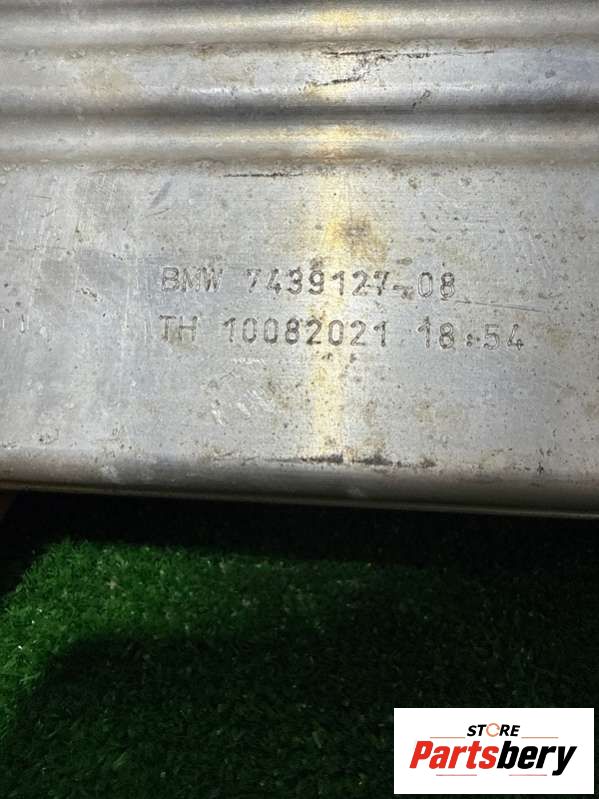 BMW 7439127-08
TH 10082021 18:54
STORE
Partsbery